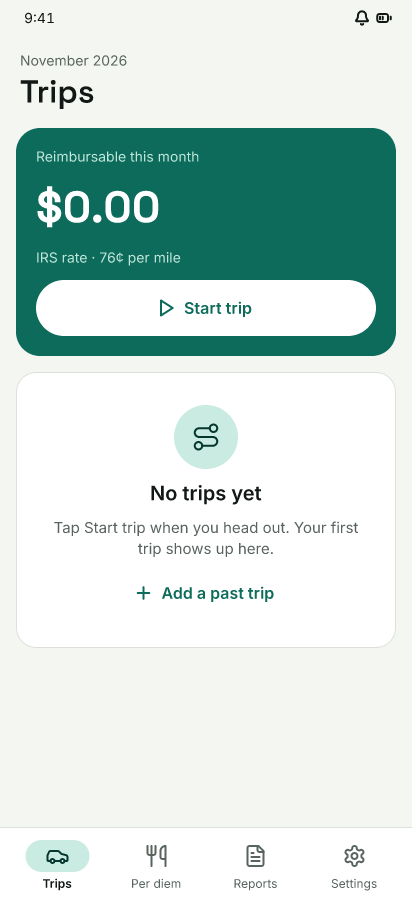 9:41
November 2026
Trips
Reimbursable this month
$0.00
IRS rate · 76¢ per mile
Start trip
No trips yet
Tap Start trip when you head out. Your first
trip shows up here.
Add a past trip
Trips
Per diem
Reports
Settings